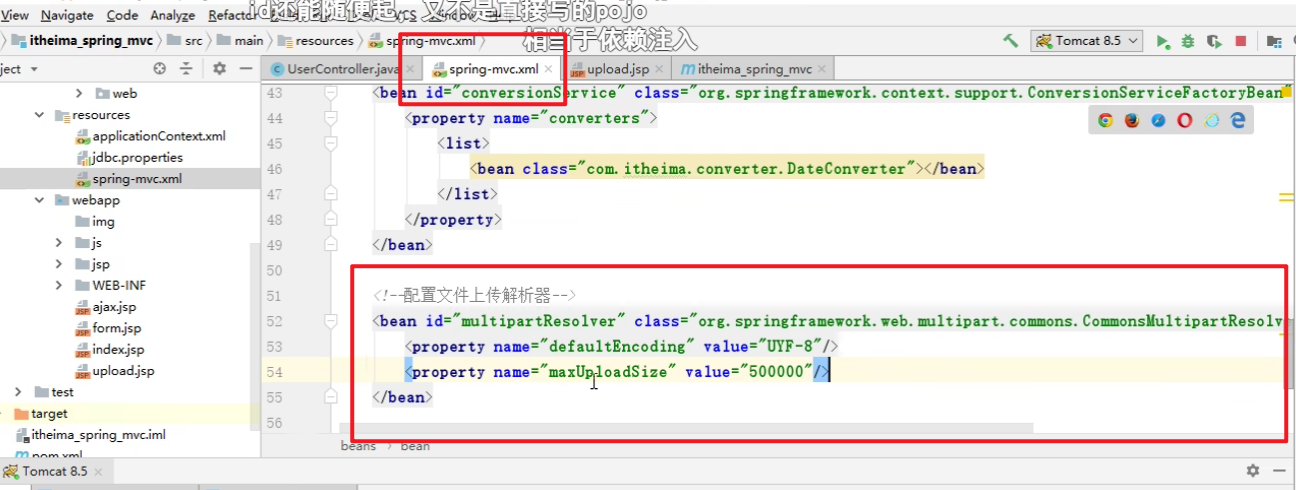 View Navigate Code Analyze Refactor VCS
id还能随便起，又不是直接写的pojo
相当于依赖注入
itheima_spring_mvc src main resources spring-mvc.xml
Tomcat 8.5
ject
UserController.java spring-mvc.xml upload.jsp itheima_spring_mvc
web
resources
applicationContext.xml
jdbc.properties
spring-mvc.xml
webapp
img
js
jsp
WEB-INF
ajax.jsp
form.jsp
index.jsp
upload.jsp
test
target
itheima_spring_mvc.iml
pom.xml
43 <bean id="conversionService" class="org.springframework.context.support.ConversionServiceFactoryBean"
44 <property name="converters">
45 <list>
46 <bean class="com.itheima.converter.DateConverter"></bean>
47 </list>
48 </property>
49 </bean>
50
51 <!--配置文件上传解析器-->
52 <bean id="multipartResolver" class="org.springframework.web.multipart.commons.CommonsMultipartResolv
53 <property name="defaultEncoding" value="UYF-8"/>
54 <property name="maxUploadSize" value="500000"/>
55 </bean>
56
beans bean
Tomcat 8.5